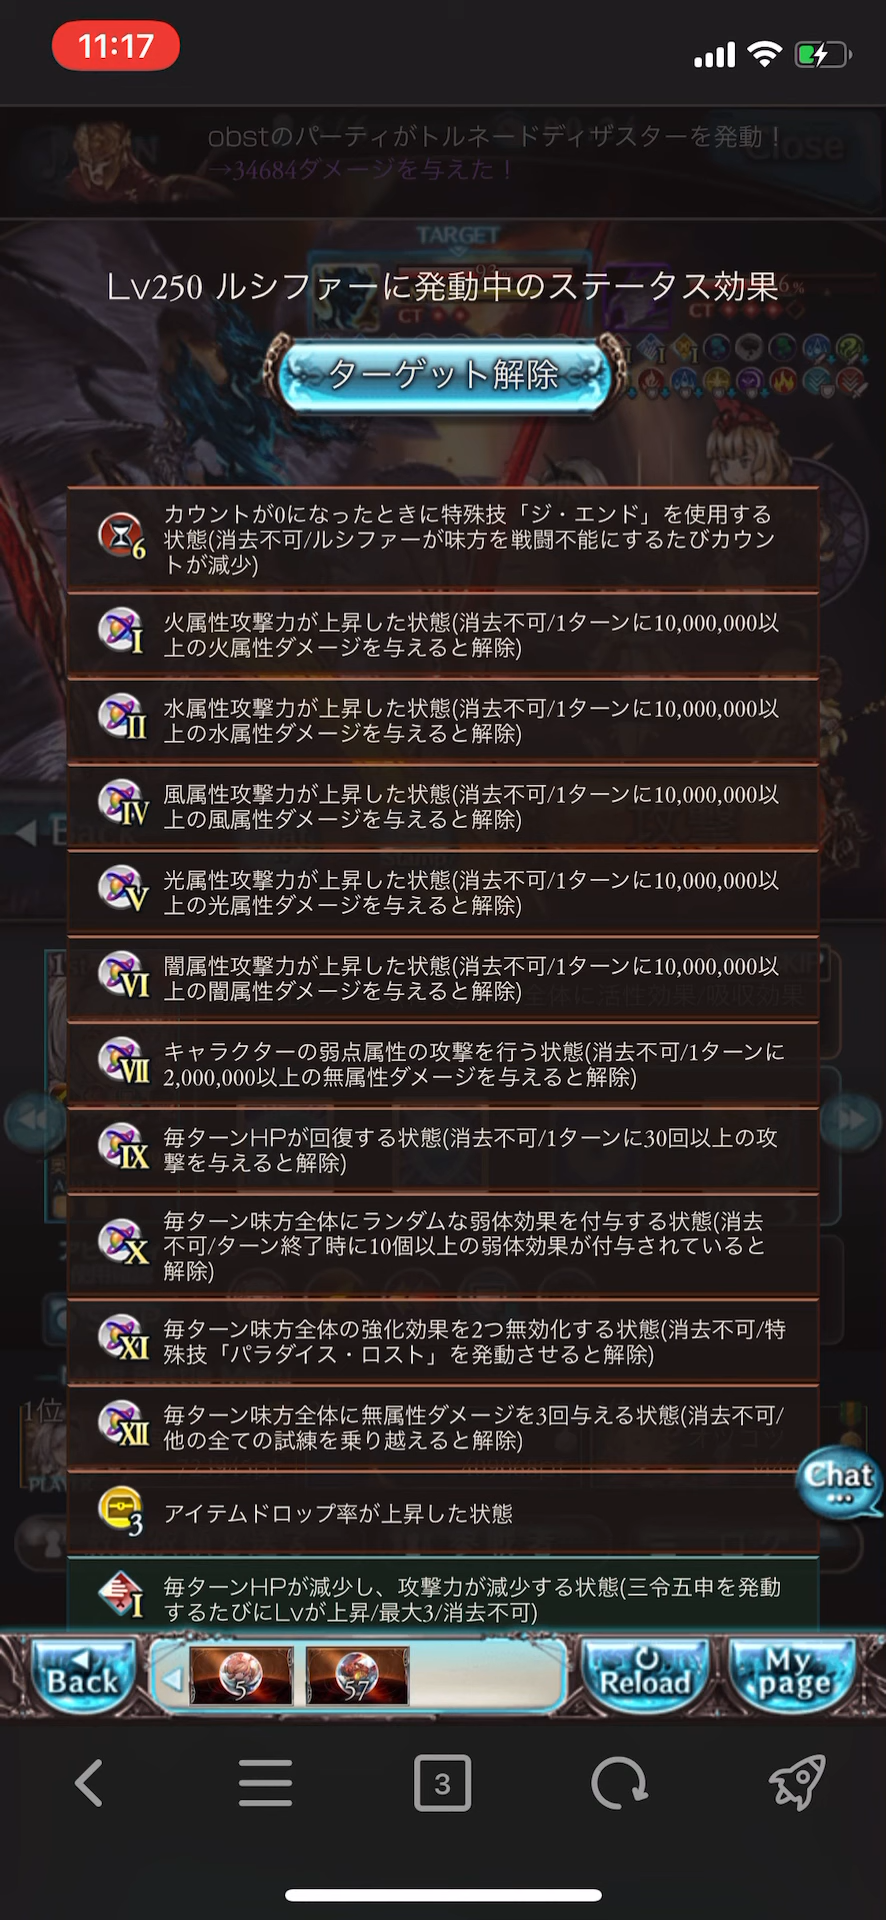 11:17
obstのパーティがトルネードディザスターを発動！
→34684ダメージを与えた！
Close
TARGET
Lv250 ルシファーに発動中のステータス効果
CT
CT
ターゲット解除
カウントが0になったときに特殊技「ジ・エンド」を使用する
状態(消去不可/ルシファーが味方を戦闘不能にするたびカウン
トが減少)
6
火属性攻撃力が上昇した状態(消去不可/1ターンに10,000,000以
上の火属性ダメージを与えると解除)
I
水属性攻撃力が上昇した状態(消去不可/1ターンに10,000,000以
上の水属性ダメージを与えると解除)
II
風属性攻撃力が上昇した状態(消去不可/1ターンに10,000,000以
上の風属性ダメージを与えると解除)
IV
光属性攻撃力が上昇した状態(消去不可/1ターンに10,000,000以
上の光属性ダメージを与えると解除)
V
闇属性攻撃力が上昇した状態(消去不可/1ターンに10,000,000以
上の闇属性ダメージを与えると解除)
VI
キャラクターの弱点属性の攻撃を行う状態(消去不可/1ターンに
2,000,000以上の無属性ダメージを与えると解除)
VII
毎ターンHPが回復する状態(消去不可/1ターンに30回以上の攻
撃を与えると解除)
IX
毎ターン味方全体にランダムな弱体効果を付与する状態(消去
不可/ターン終了時に10個以上の弱体効果が付与されていると
解除)
X
毎ターン味方全体の強化効果を2つ無効化する状態(消去不可/特
殊技「パラダイス・ロスト」を発動させると解除)
XI
毎ターン味方全体に無属性ダメージを3回与える状態(消去不可/
他の全ての試練を乗り越えると解除)
XII
1位
アイテムドロップ率が上昇した状態
3
Chat
毎ターンHPが減少し、攻撃力が減少する状態(三令五申を発動
するたびにLvが上昇/最大3/消去不可)
I
Back
5
57
Reload
My
page
3